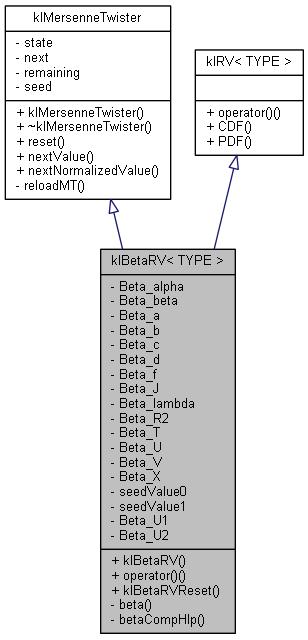 klMersenneTwister
- state
- next
- remaining
- seed
+ klMersenneTwister()
+ ~klMersenneTwister()
+ reset()
+ nextValue()
+ nextNormalizedValue()
- reloadMT()
klRV< TYPE >
+ operator()()
+ CDF()
+ PDF()
klBetaRV< TYPE >
- Beta_alpha
- Beta_beta
- Beta_a
- Beta_b
- Beta_c
- Beta_d
- Beta_f
- Beta_J
- Beta_lambda
- Beta_R2
- Beta_T
- Beta_U
- Beta_V
- Beta_X
- seedValue0
- seedValue1
- Beta_U1
- Beta_U2
+ klBetaRV()
+ operator()()
+ klBetaRVReset()
- beta()
- betaCompHlp()